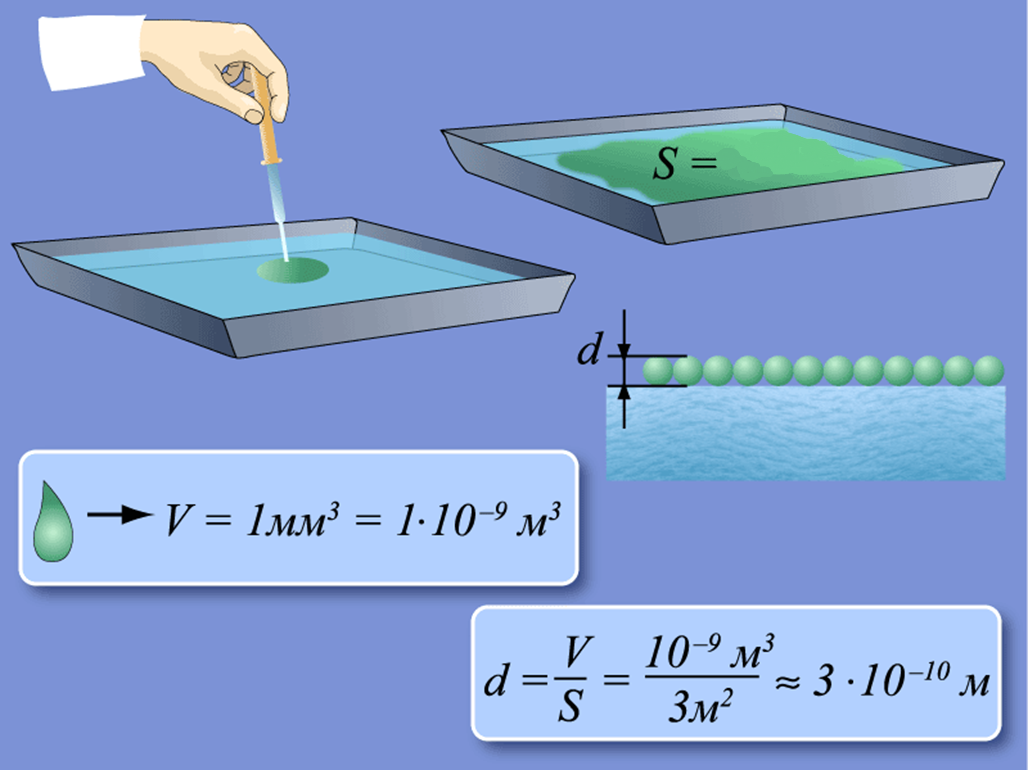 S =
d
V = 1мм³ = 1·10⁻⁹ м³
d = V/S = 10⁻⁹ м³/3м² ≈ 3 ·10⁻¹⁰ м